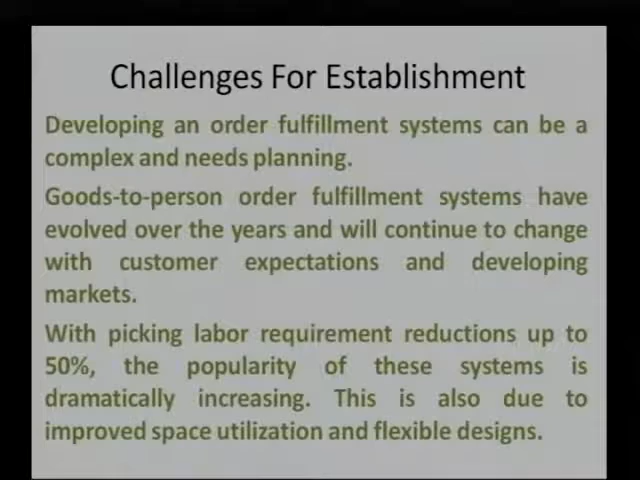 Challenges For Establishment
Developing an order fulfillment systems can be a
complex and needs planning.
Goods-to-person order fulfillment systems have
evolved over the years and will continue to change
with customer expectations and developing
markets.
With picking labor requirement reductions up to
50%, the popularity of these systems is
dramatically increasing. This is also due to
improved space utilization and flexible designs.